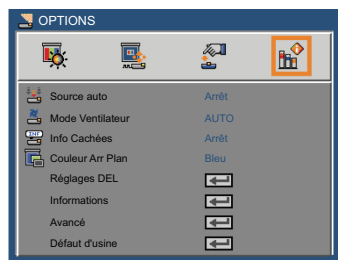 OPTIONS
Source auto Arrêt
Mode Ventilateur AUTO
Info Cachées Arrêt
Couleur Arr Plan Bleu
Réglages DEL
Informations
Avancé
Défaut d'usine